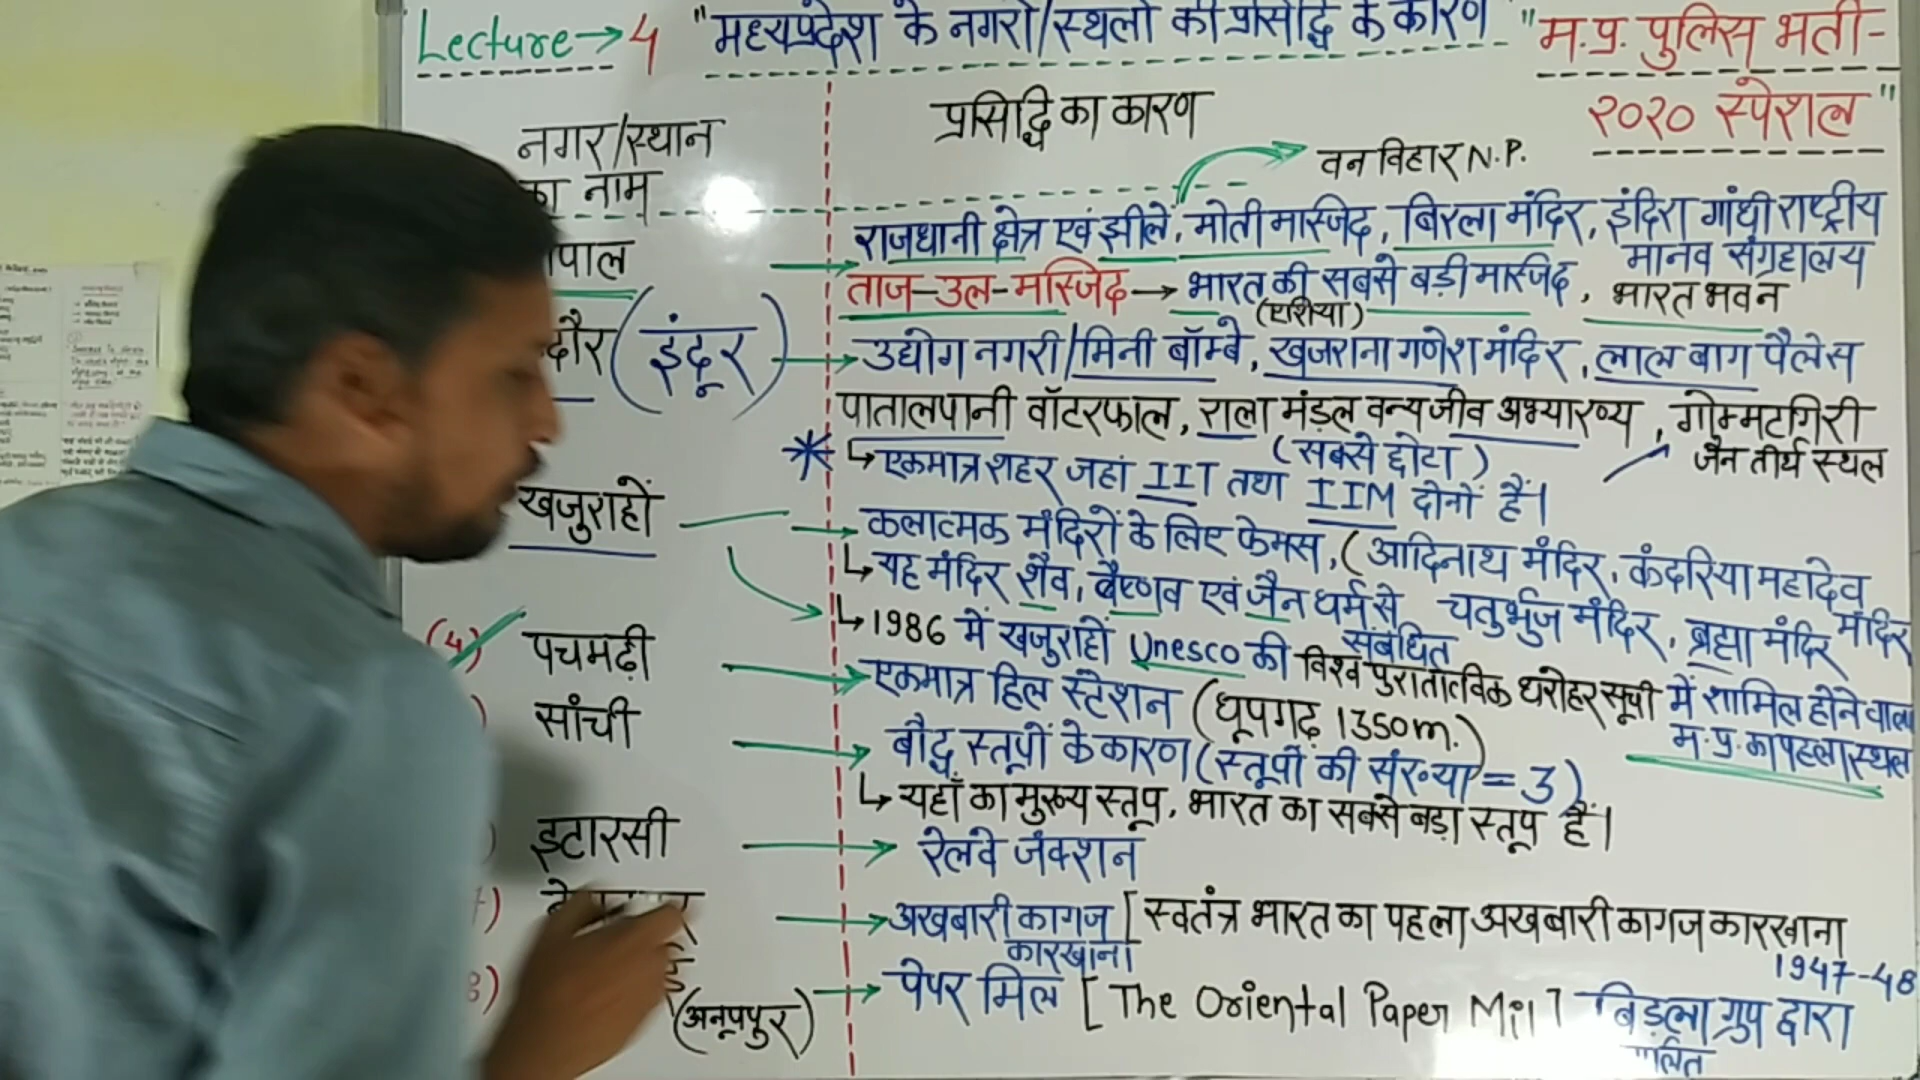 Lecture→4 "मध्यप्रदेश के नगरों/स्थलों की प्रसिद्धि के कारण" "म.प्र. पुलिस भर्ती-
२०२० स्पेशल"
नगर/स्थान
का नाम
प्रसिद्धि का कारण
वन विहार N.P.
पाल → राजधानी क्षेत्र एवं झीलें, मोती मस्जिद, बिरला मंदिर, इंदिरा गांधी राष्ट्रीय
मानव संग्रहालय
ताज-उल-मस्जिद → भारत की सबसे बड़ी मस्जिद, भारत भवन
(एशिया)
दौर (इंदूर) → उद्योग नगरी/मिनी बॉम्बे, खजराना गणेश मंदिर, लाल बाग पैलेस
पातालपानी वॉटरफाल, राला मंडल वन्यजीव अभ्यारण्य, गोम्मटगिरी
(सबसे छोटा) जैन तीर्थ स्थल
* ↳ एकमात्र शहर जहां IIT तथा IIM दोनों हैं।
खजुराहों → कलात्मक मंदिरों के लिए फेमस, (आदिनाथ मंदिर, कंदरिया महादेव
मंदिर
↳ यह मंदिर शैव, वैष्णव एवं जैन धर्म से चतुर्भुज मंदिर, ब्रह्मा मंदिर
संबंधित
↳ 1986 में खजुराहों Unesco की विश्व पुरातात्विक धरोहर सूची में शामिल होने वाला
म.प्र. का पहला स्थल
(4) पचमढ़ी → एकमात्र हिल स्टेशन (धूपगढ़ 1350m.)
सांची → बौद्ध स्तूपों के कारण (स्तूपों की संख्या = 3)
↳ यहाँ का मुख्य स्तूप, भारत का सबसे बड़ा स्तूप हैं।
इटारसी → रेलवे जंक्शन
→ अखबारी कागज [स्वतंत्र भारत का पहला अखबारी कागज कारखाना
कारखाना 1947-48
(अनूपपुर) → पेपर मिल [The Oriental Paper Mill] बिड़ला ग्रुप द्वारा